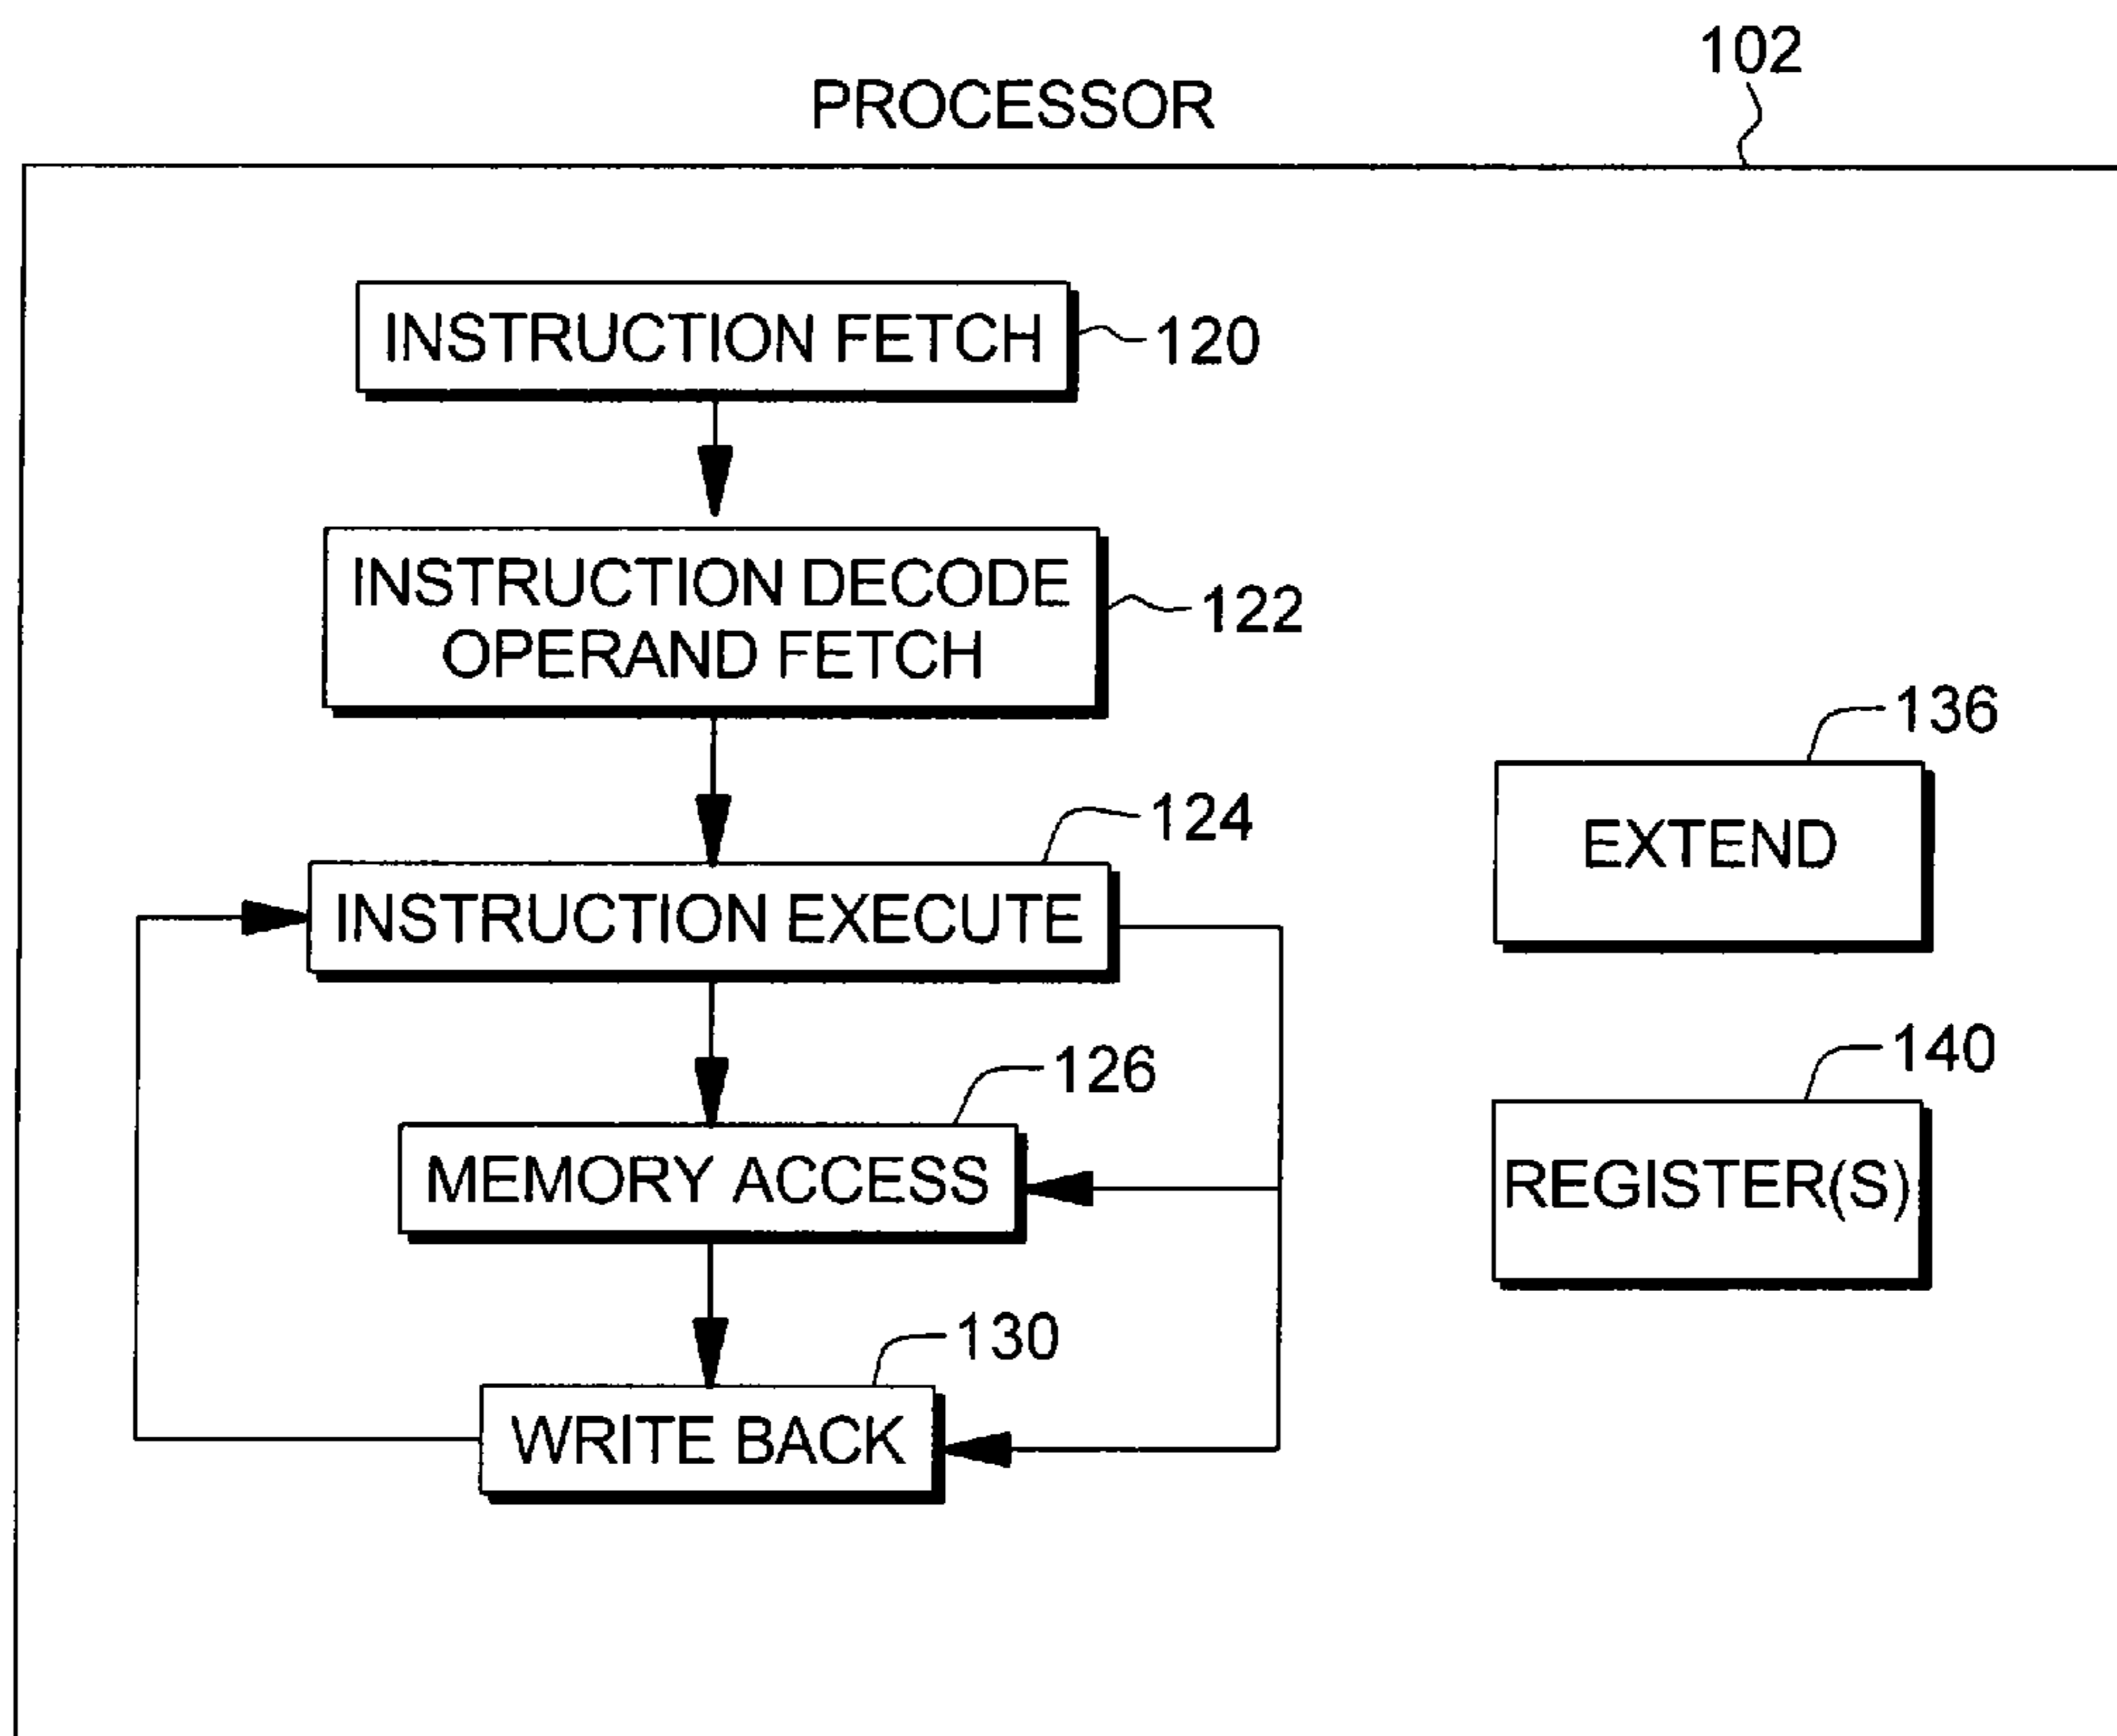 102
PROCESSOR
INSTRUCTION FETCH
120
INSTRUCTION DECODE
OPERAND FETCH
122
136
EXTEND
124
INSTRUCTION EXECUTE
140
REGISTER(S)
126
MEMORY ACCESS
130
WRITE BACK